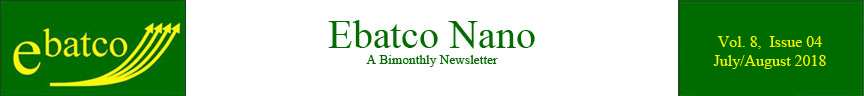 ebatco
Ebatco Nano
A Bimonthly Newsletter
Vol. 8, Issue 04
July/August 2018